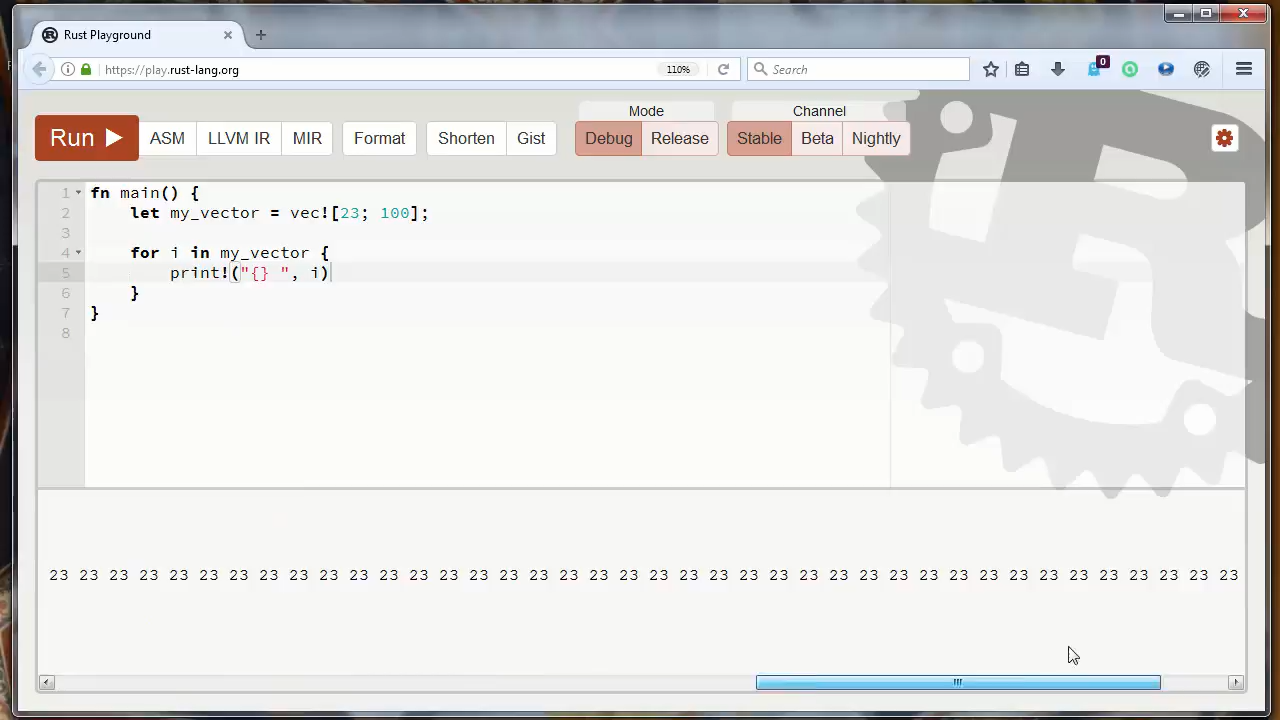 Rust Playground
https://play.rust-lang.org 110% Search 0
Mode Channel
Run ASM LLVM IR MIR Format Shorten Gist Debug Release Stable Beta Nightly
1 fn main() {
2 let my_vector = vec![23; 100];
3
4 for i in my_vector {
5 print!("{} ", i)
6 }
7 }
8
23 23 23 23 23 23 23 23 23 23 23 23 23 23 23 23 23 23 23 23 23 23 23 23 23 23 23 23 23 23 23 23 23 23 23 23 23 23 23 23